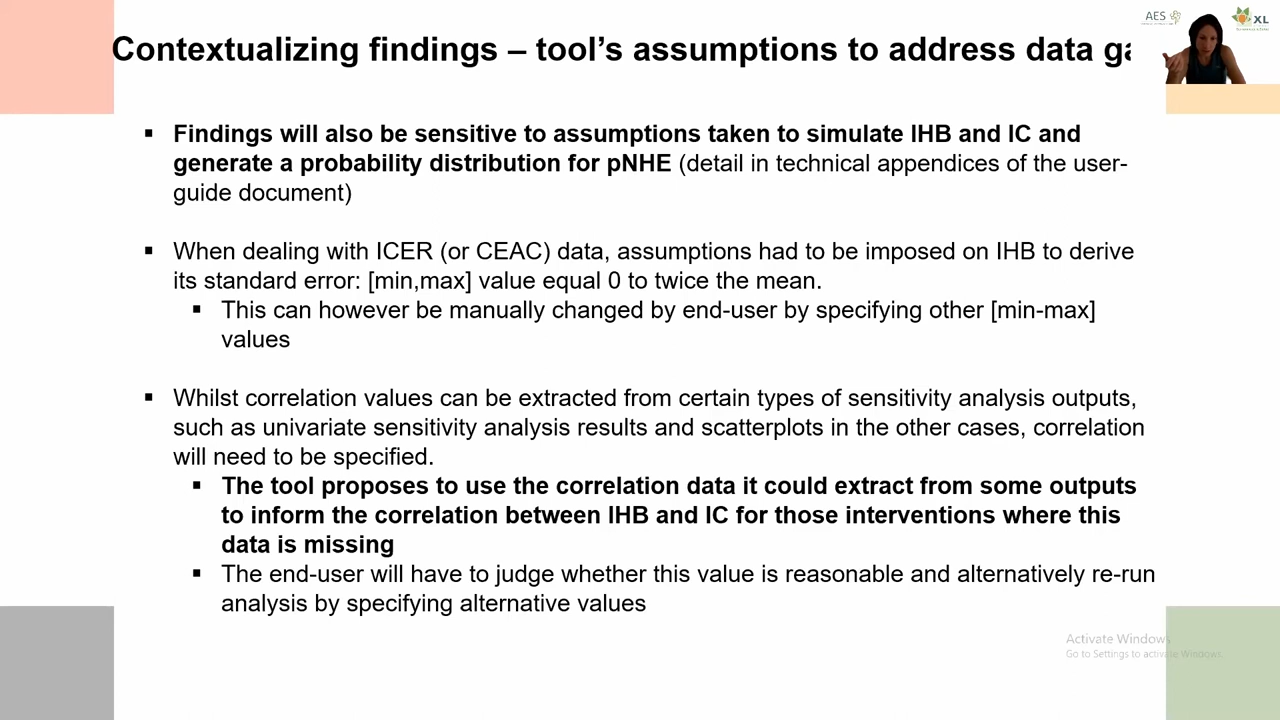 Contextualizing findings – tool's assumptions to address data ga
AES
XL
▪ Findings will also be sensitive to assumptions taken to simulate IHB and IC and
generate a probability distribution for pNHE (detail in technical appendices of the user-
guide document)
▪ When dealing with ICER (or CEAC) data, assumptions had to be imposed on IHB to derive
its standard error: [min,max] value equal 0 to twice the mean.
▪ This can however be manually changed by end-user by specifying other [min-max]
values
▪ Whilst correlation values can be extracted from certain types of sensitivity analysis outputs,
such as univariate sensitivity analysis results and scatterplots in the other cases, correlation
will need to be specified.
▪ The tool proposes to use the correlation data it could extract from some outputs
to inform the correlation between IHB and IC for those interventions where this
data is missing
▪ The end-user will have to judge whether this value is reasonable and alternatively re-run
analysis by specifying alternative values
Activate Windows
Go to Settings to activate Windows.